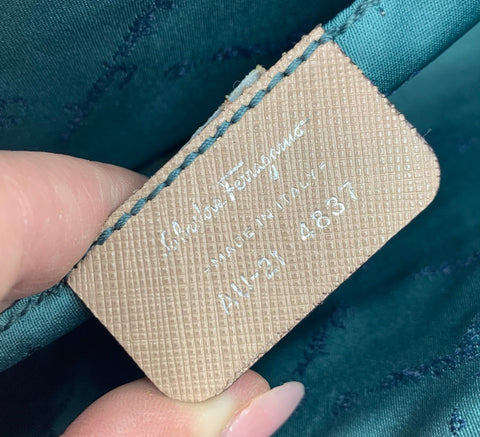 Salvatore Ferragamo
-MADE IN ITALY-
AU-21 4837